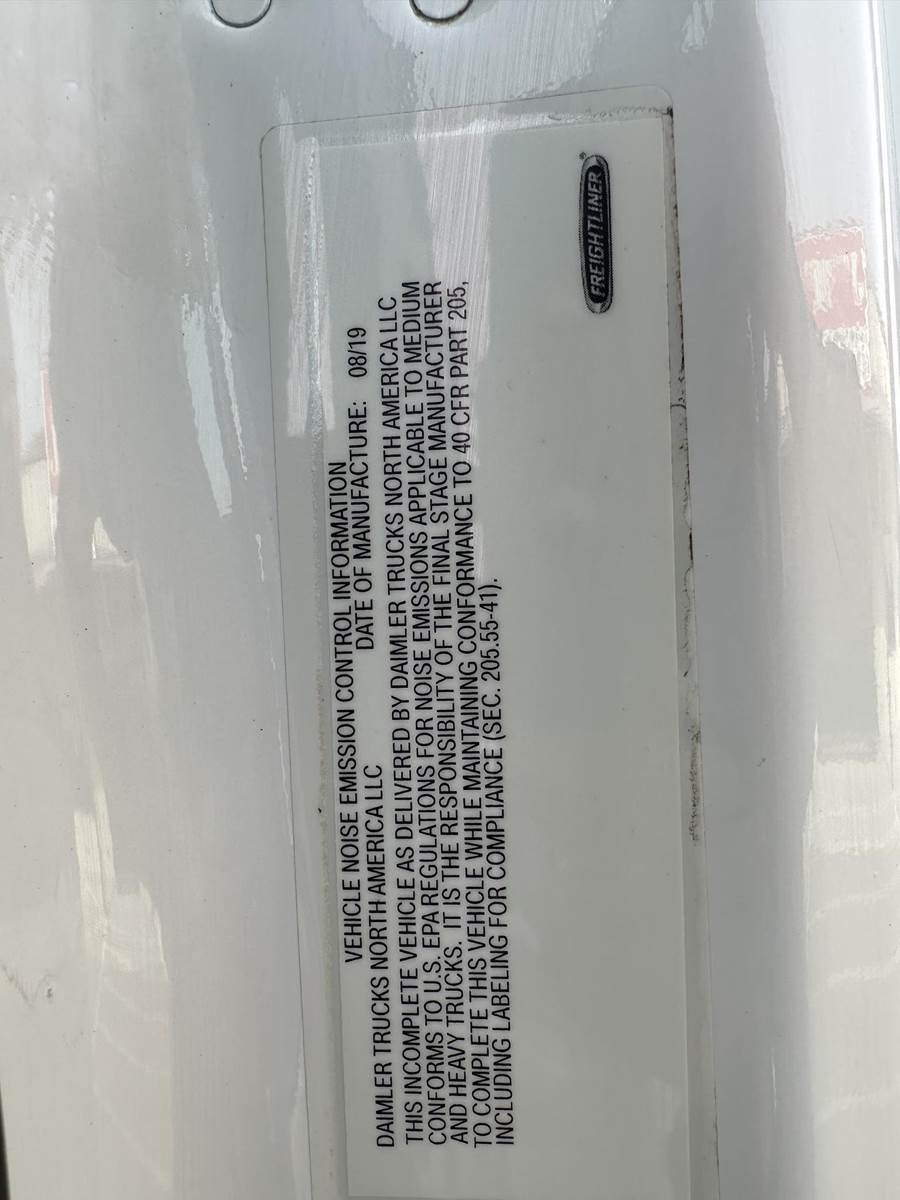 VEHICLE NOISE EMISSION CONTROL INFORMATION
DAIMLER TRUCKS NORTH AMERICA LLC DATE OF MANUFACTURE: 08/19
THIS INCOMPLETE VEHICLE AS DELIVERED BY DAIMLER TRUCKS NORTH AMERICA LLC
CONFORMS TO U.S. EPA REGULATIONS FOR NOISE EMISSIONS APPLICABLE TO MEDIUM
AND HEAVY TRUCKS. IT IS THE RESPONSIBILITY OF THE FINAL STAGE MANUFACTURER
TO COMPLETE THIS VEHICLE WHILE MAINTAINING CONFORMANCE TO 40 CFR PART 205,
INCLUDING LABELING FOR COMPLIANCE (SEC. 205.55-41).
FREIGHTLINER®